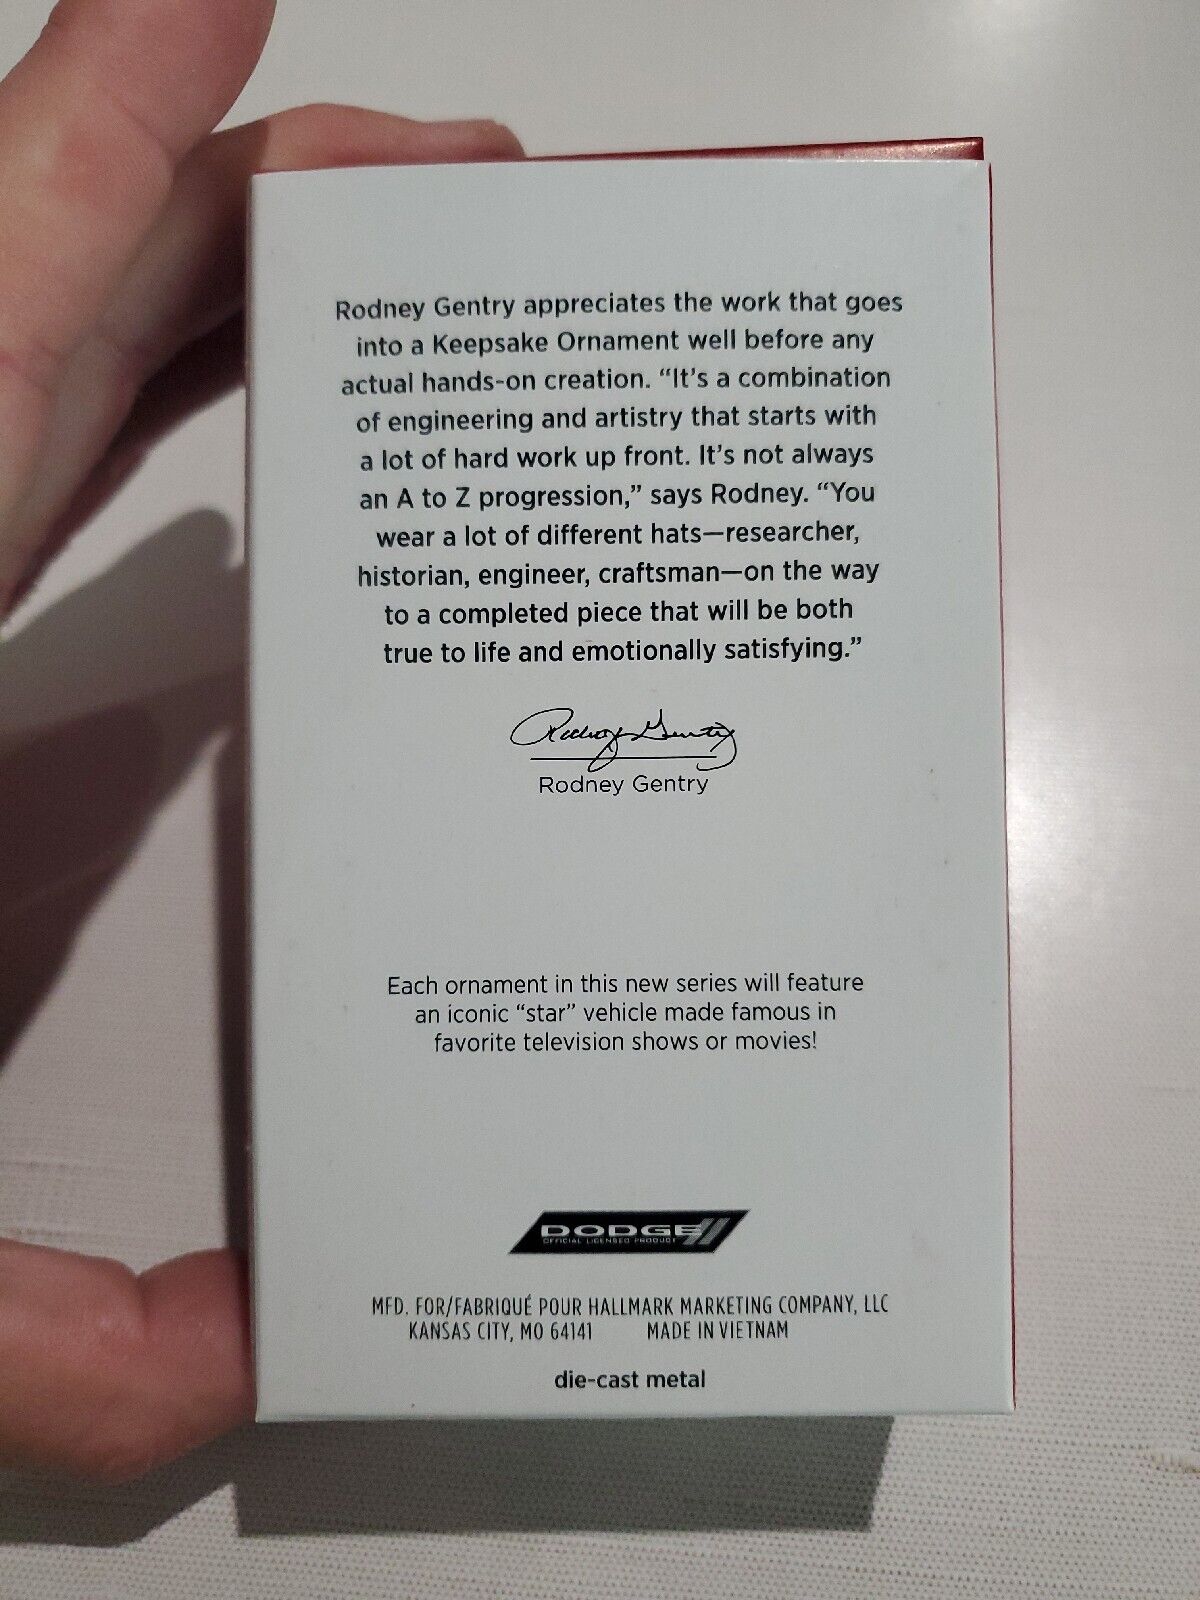 Rodney Gentry appreciates the work that goes
into a Keepsake Ornament well before any
actual hands-on creation. “It’s a combination
of engineering and artistry that starts with
a lot of hard work up front. It’s not always
an A to Z progression,” says Rodney. “You
wear a lot of different hats—researcher,
historian, engineer, craftsman—on the way
to a completed piece that will be both
true to life and emotionally satisfying.”
Rodney Gentry
Rodney Gentry
Each ornament in this new series will feature
an iconic “star” vehicle made famous in
favorite television shows or movies!
DODGE
OFFICIAL LICENSED PRODUCT
MFD. FOR/FABRIQUÉ POUR HALLMARK MARKETING COMPANY, LLC
KANSAS CITY, MO 64141 MADE IN VIETNAM
die-cast metal